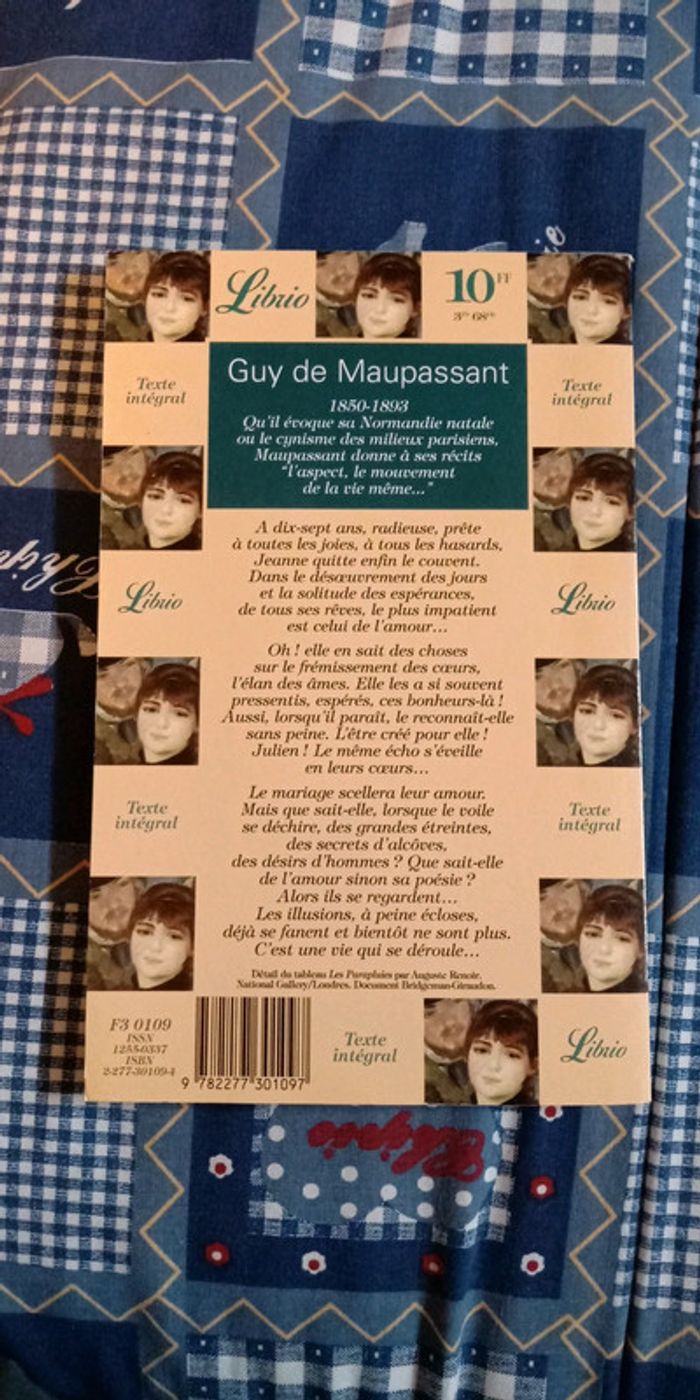 Librio
10 FF
Texte
intégral
Guy de Maupassant
Texte
intégral
1850-1893
Qu'il évoque sa Normandie natale
ou le cynisme des milieux parisiens,
Maupassant donne à ses récits
"l'aspect, le mouvement
de la vie même..."
A dix-sept ans, radieuse, prête
à toutes les joies, à tous les hasards,
Jeanne quitte enfin le couvent.
Dans le désœuvrement des jours
et la solitude des espérances,
de tous ses rêves, le plus impatient
est celui de l'amour...
Librio
Librio
Oh ! elle en sait des choses
sur le frémissement des cœurs,
l'élan des âmes. Elle les a si souvent
pressentis, espérés, ces bonheurs-là !
Aussi, lorsqu'il paraît, le reconnaît-elle
sans peine. L'être créé pour elle !
Julien ! Le même écho s'éveille
en leurs cœurs...
Le mariage scellera leur amour.
Mais que sait-elle, lorsque le voile
se déchire, des grandes étreintes,
des secrets d'alcôves,
des désirs d'hommes ? Que sait-elle
de l'amour sinon sa poésie ?
Alors ils se regardent...
Les illusions, à peine écloses,
déjà se fanent et bientôt ne sont plus.
C'est une vie qui se déroule...
Texte
intégral
Texte
intégral
Détail du tableau Les Parapluies par Auguste Renoir.
National Gallery/Londres. Document Bridgeman-Giraudon.
F3 0109
ISSN
1255-0337
ISBN
2-277-30109-4
9 782277 301097
Texte
intégral
Librio
Chipie